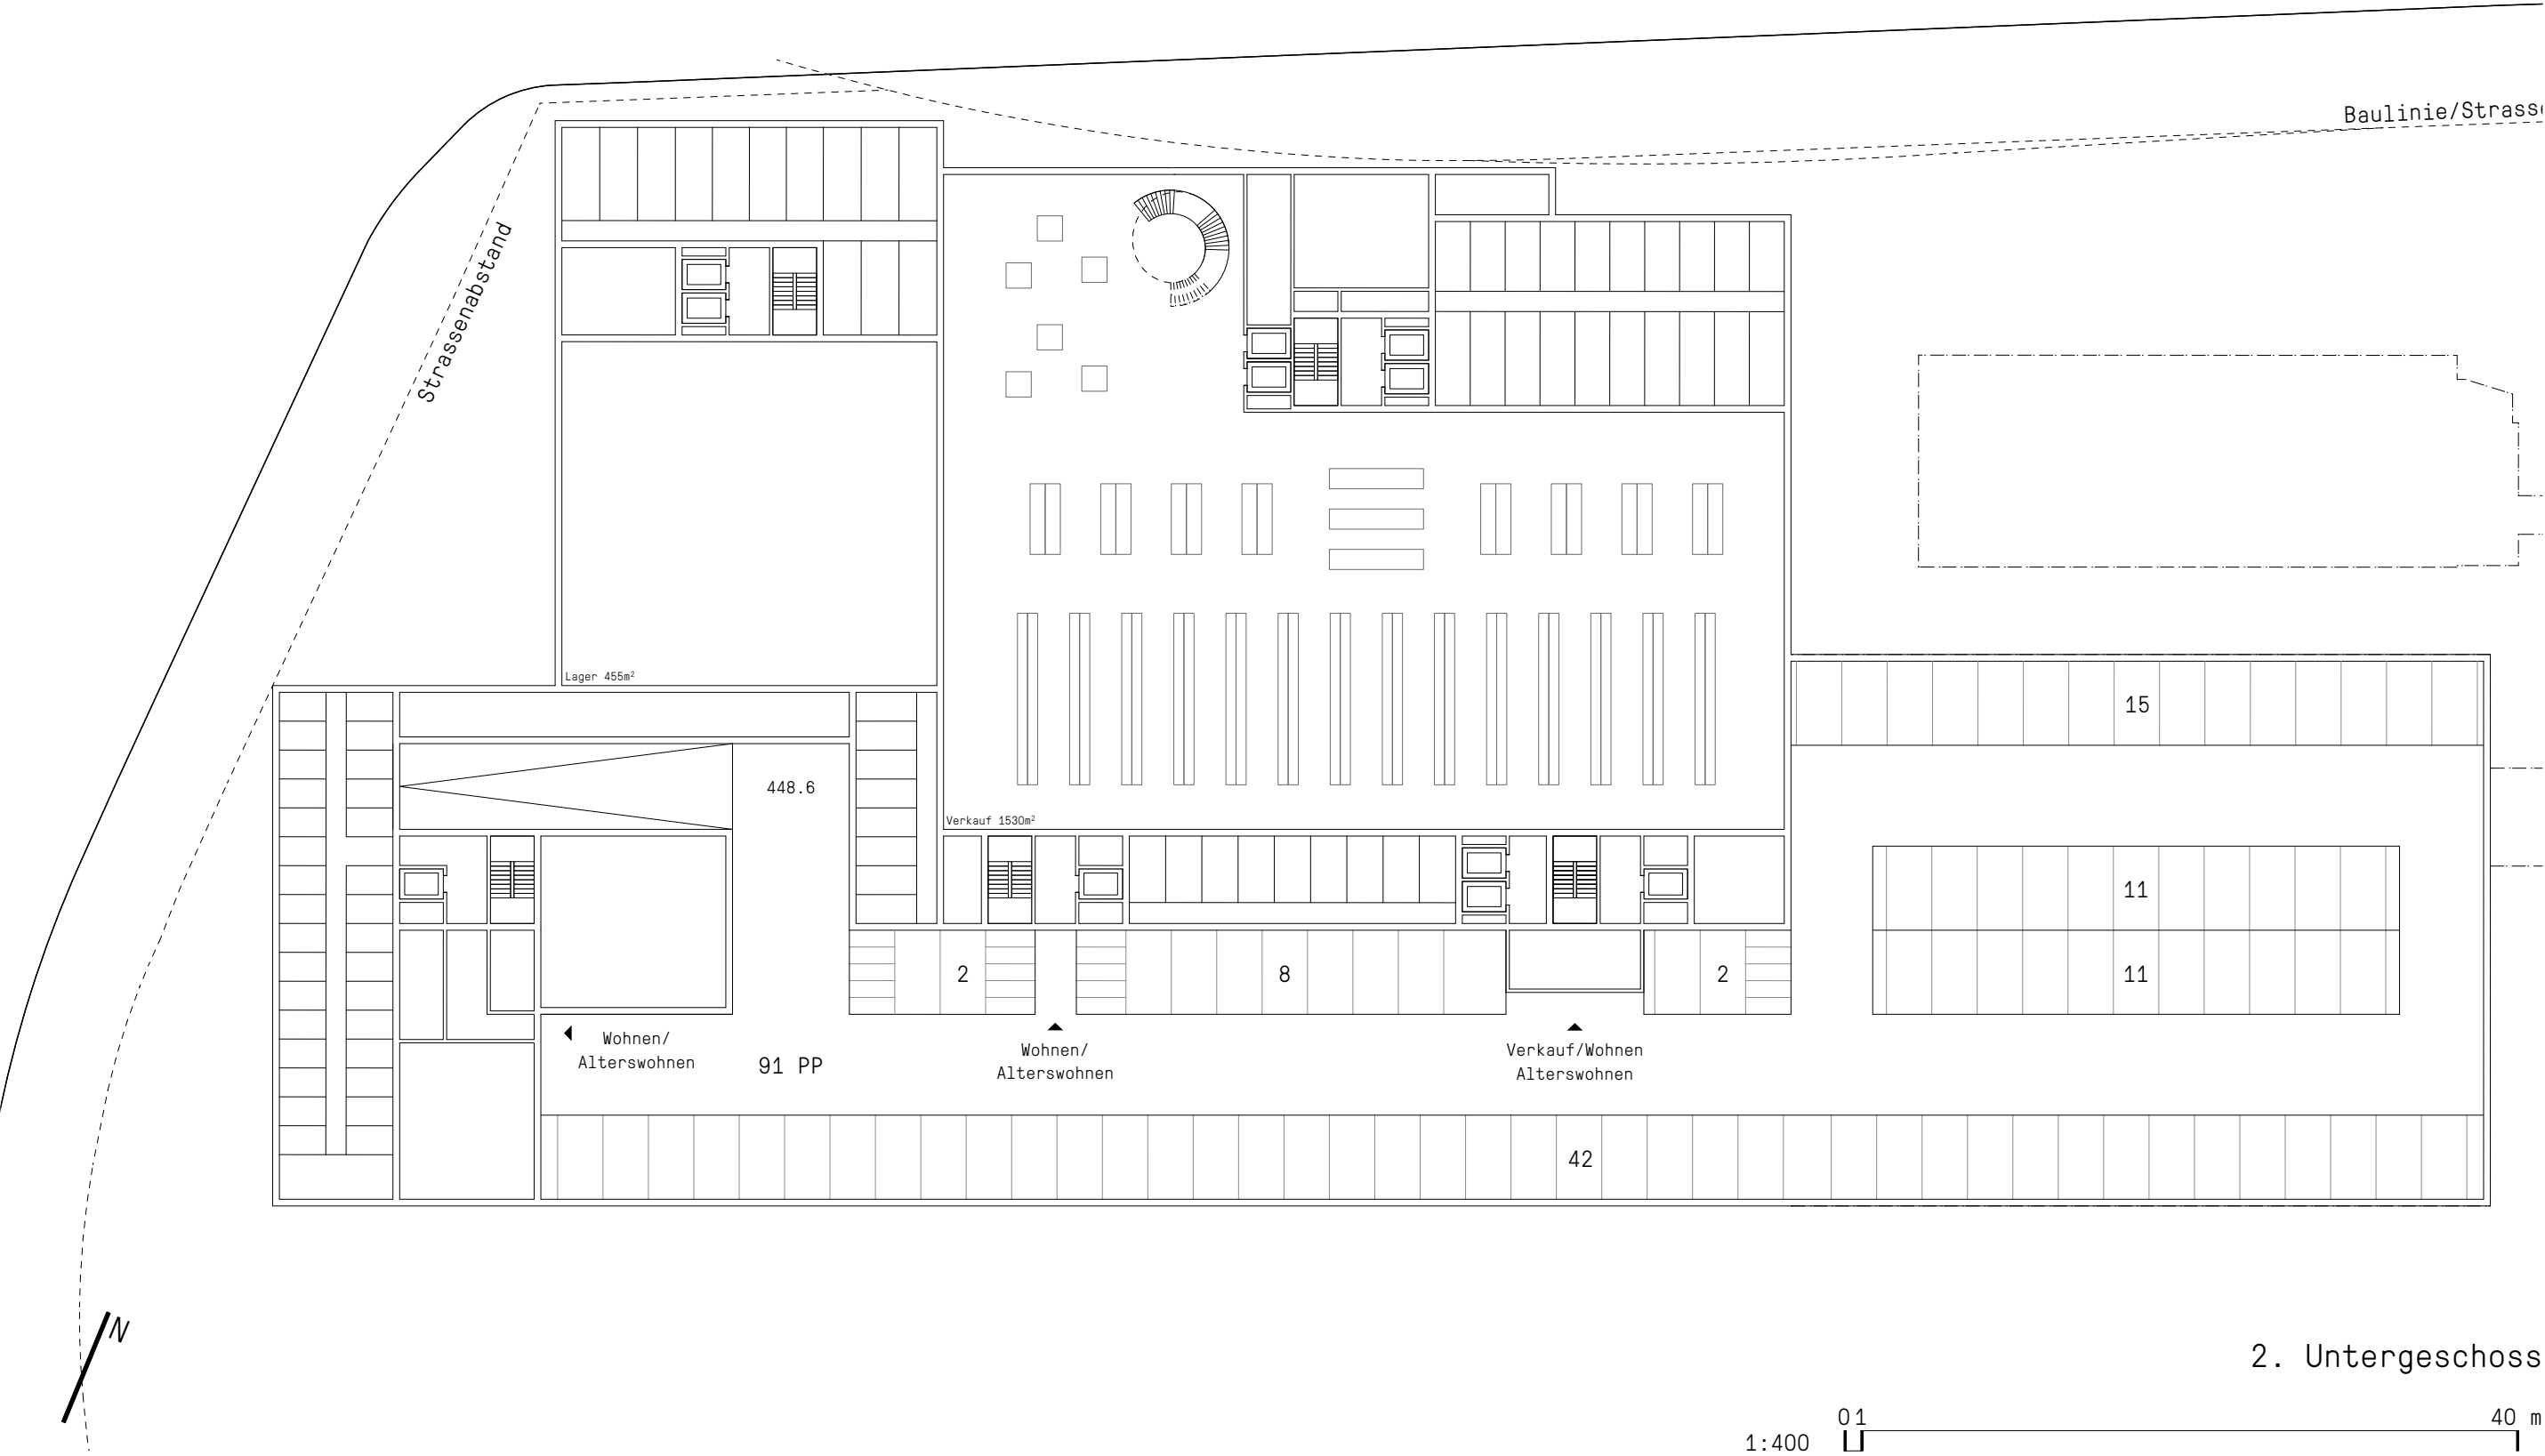 Baulinie/Strasse
Strassenabstand
Lager 455m²
15
448.6
Verkauf 1530m²
11
2
8
2
11
Wohnen/
Alterswohnen
91 PP
Wohnen/
Alterswohnen
Verkauf/Wohnen
Alterswohnen
42
N
2. Untergeschoss
1:400
0 1
40 m